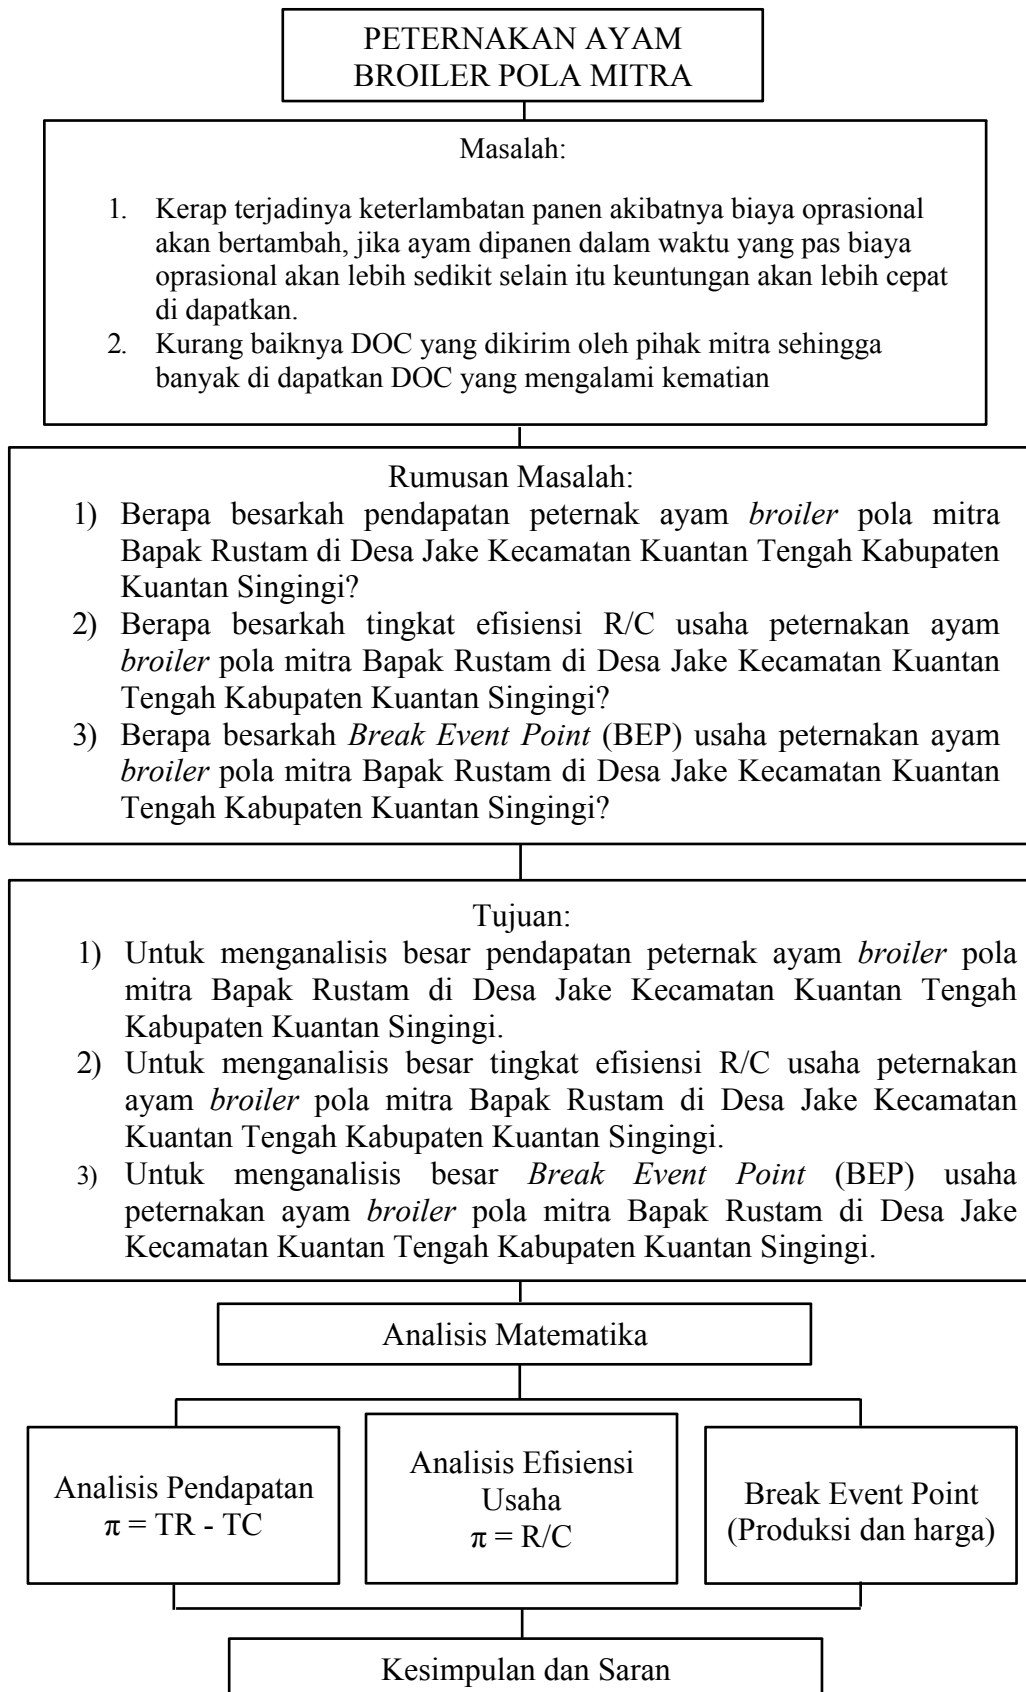 PETERNAKAN AYAM
BROILER POLA MITRA
Masalah:
1. Kerap terjadinya keterlambatan panen akibatnya biaya oprasional
akan bertambah, jika ayam dipanen dalam waktu yang pas biaya
oprasional akan lebih sedikit selain itu keuntungan akan lebih cepat
di dapatkan.
2. Kurang baiknya DOC yang dikirim oleh pihak mitra sehingga
banyak di dapatkan DOC yang mengalami kematian
Rumusan Masalah:
1) Berapa besarkah pendapatan peternak ayam broiler pola mitra
Bapak Rustam di Desa Jake Kecamatan Kuantan Tengah Kabupaten
Kuantan Singingi?
2) Berapa besarkah tingkat efisiensi R/C usaha peternakan ayam
broiler pola mitra Bapak Rustam di Desa Jake Kecamatan Kuantan
Tengah Kabupaten Kuantan Singingi?
3) Berapa besarkah Break Event Point (BEP) usaha peternakan ayam
broiler pola mitra Bapak Rustam di Desa Jake Kecamatan Kuantan
Tengah Kabupaten Kuantan Singingi?
Tujuan:
1) Untuk menganalisis besar pendapatan peternak ayam broiler pola
mitra Bapak Rustam di Desa Jake Kecamatan Kuantan Tengah
Kabupaten Kuantan Singingi.
2) Untuk menganalisis besar tingkat efisiensi R/C usaha peternakan
ayam broiler pola mitra Bapak Rustam di Desa Jake Kecamatan
Kuantan Tengah Kabupaten Kuantan Singingi.
3) Untuk menganalisis besar Break Event Point (BEP) usaha
peternakan ayam broiler pola mitra Bapak Rustam di Desa Jake
Kecamatan Kuantan Tengah Kabupaten Kuantan Singingi.
Analisis Matematika
Analisis Pendapatan
π = TR - TC
Analisis Efisiensi
Usaha
π = R/C
Break Event Point
(Produksi dan harga)
Kesimpulan dan Saran